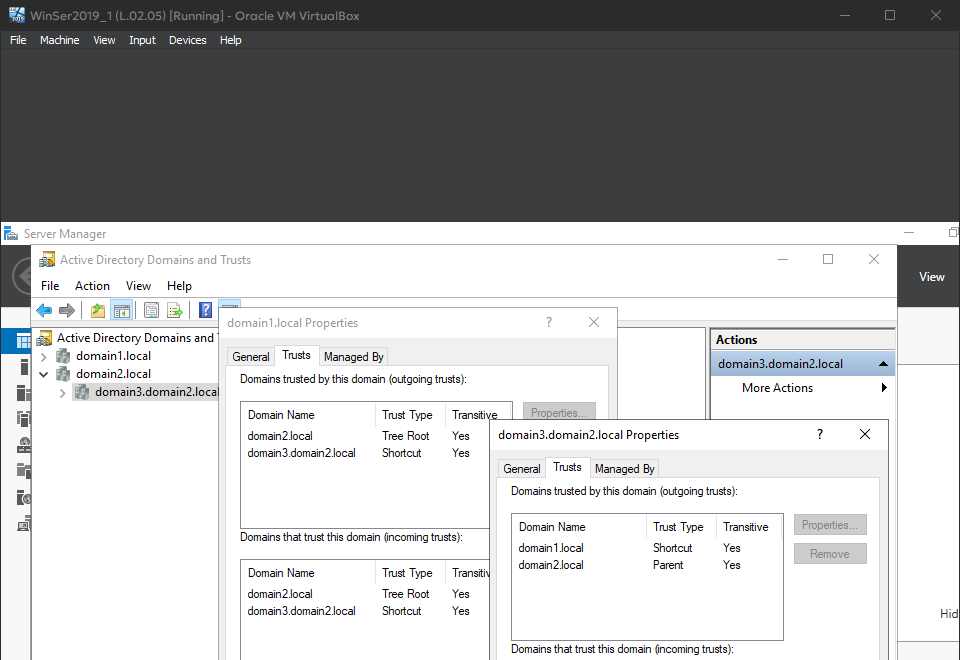 WinSer2019_1 (L.02.05) [Running] - Oracle VM VirtualBox
File Machine View Input Devices Help
Server Manager
Active Directory Domains and Trusts
File Action View Help
View
domain1.local Properties
Active Directory Domains and
domain1.local
domain2.local
domain3.domain2.local
General Trusts Managed By
Domains trusted by this domain (outgoing trusts):
Domain Name Trust Type Transitive
domain2.local Tree Root Yes
domain3.domain2.local Shortcut Yes
Properties...
Domains that trust this domain (incoming trusts):
Domain Name Trust Type Transitiv
domain2.local Tree Root Yes
domain3.domain2.local Shortcut Yes
Actions
domain3.domain2.local
More Actions
domain3.domain2.local Properties
General Trusts Managed By
Domains trusted by this domain (outgoing trusts):
Domain Name Trust Type Transitive
domain1.local Shortcut Yes
domain2.local Parent Yes
Properties...
Remove
Domains that trust this domain (incoming trusts):
Hid